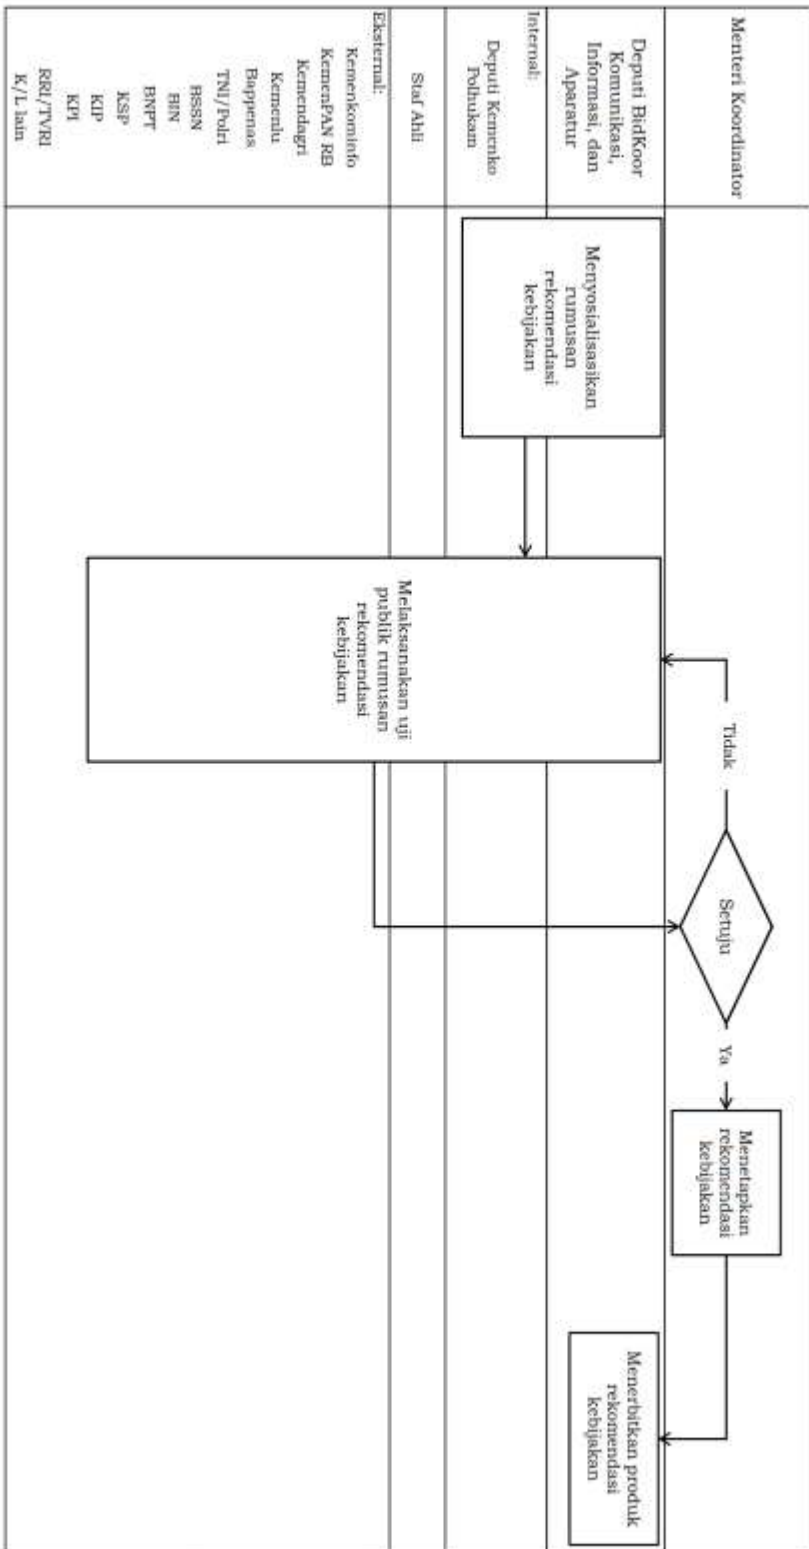 Menteri Koordinator
Deputi BidKoor
Komunikasi,
Informasi, dan
Aparatur
Internal:
Deputi Kemenko
Polhukam
Staf Ahli
Eksternal:
Kemenkominfo
KemenPAN RB
Kemendagri
Kemenlu
Bappenas
TNI/Polri
BSSN
BIN
BNPT
KSP
KIP
KPI
RRI/TVRI
K/L lain
Menyosialisasikan
rumusan
rekomendasi
kebijakan
Melaksanakan uji
publik rumusan
rekomendasi
kebijakan
Tidak
Setuju
Ya
Menetapkan
rekomendasi
kebijakan
Menerbitkan produk
rekomendasi
kebijakan